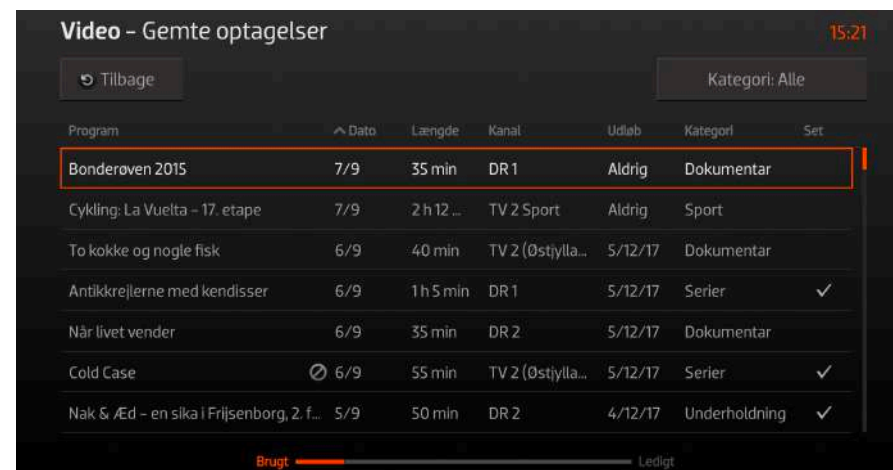 Video – Gemte optagelser 15:21
Tilbage Kategori: Alle
Program Dato Længde Kanal Udløb Kategori Set
Bonderøven 2015 7/9 35 min DR 1 Aldrig Dokumentar
Cykling: La Vuelta – 17. etape 7/9 2 h 12 ... TV 2 Sport Aldrig Sport
To kokke og nogle fisk 6/9 40 min TV 2 (Østjylla... 5/12/17 Dokumentar
Antikkrejlerne med kendisser 6/9 1 h 5 min DR 1 5/12/17 Serier ✓
Når livet vender 6/9 35 min DR 2 5/12/17 Dokumentar
Cold Case 6/9 55 min TV 2 (Østjylla... 5/12/17 Serier ✓
Nak & Æd – en sika i Frijsenborg, 2. f... 5/9 50 min DR 2 4/12/17 Underholdning ✓
Brugt Ledigt